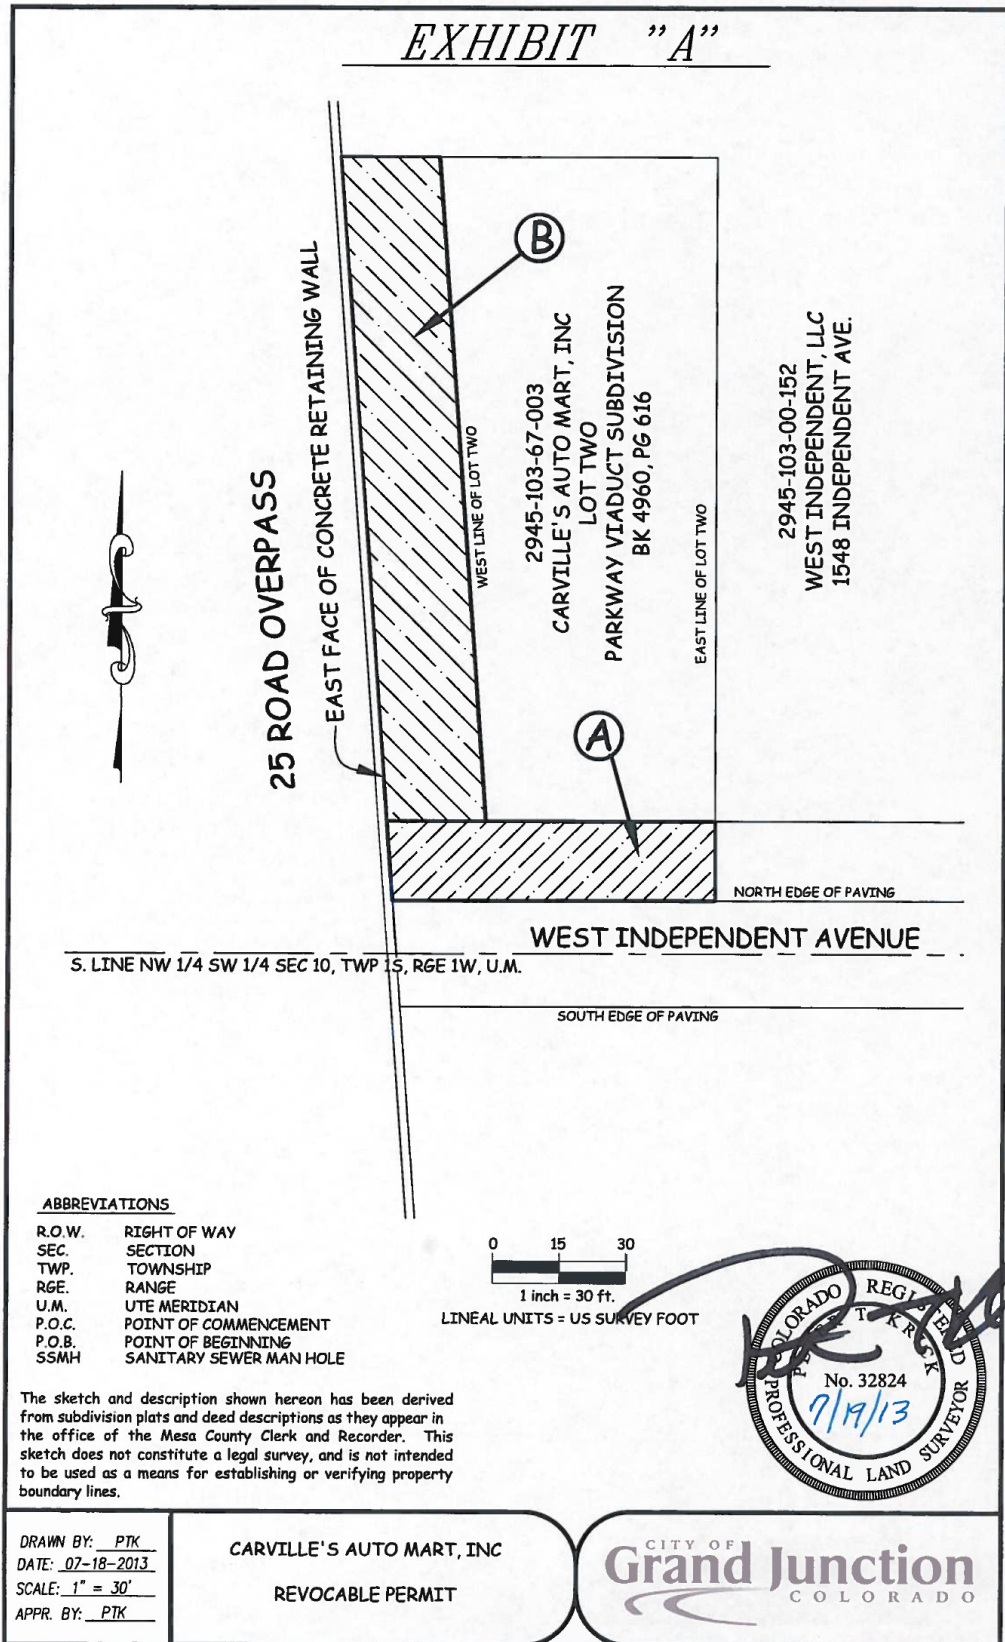 EXHIBIT "A"
B
25 ROAD OVERPASS
EAST FACE OF CONCRETE RETAINING WALL
WEST LINE OF LOT TWO
2945-103-67-003
CARVILLE'S AUTO MART, INC
LOT TWO
PARKWAY VIADUCT SUBDIVISION
BK 4960, PG 616
EAST LINE OF LOT TWO
2945-103-00-152
WEST INDEPENDENT, LLC
1548 INDEPENDENT AVE.
A
NORTH EDGE OF PAVING
WEST INDEPENDENT AVENUE
S. LINE NW 1/4 SW 1/4 SEC 10, TWP 1S, RGE 1W, U.M.
SOUTH EDGE OF PAVING
ABBREVIATIONS
R.O.W. RIGHT OF WAY
SEC. SECTION
TWP. TOWNSHIP
RGE. RANGE
U.M. UTE MERIDIAN
P.O.C. POINT OF COMMENCEMENT
P.O.B. POINT OF BEGINNING
SSMH SANITARY SEWER MAN HOLE
0 15 30
1 inch = 30 ft.
LINEAL UNITS = US SURVEY FOOT
COLORADO REGISTERED
No. 32824
7/19/13
PROFESSIONAL LAND SURVEYOR
The sketch and description shown hereon has been derived
from subdivision plats and deed descriptions as they appear in
the office of the Mesa County Clerk and Recorder. This
sketch does not constitute a legal survey, and is not intended
to be used as a means for establishing or verifying property
boundary lines.
DRAWN BY: PTK
DATE: 07-18-2013
SCALE: 1" = 30'
APPR. BY: PTK
CARVILLE'S AUTO MART, INC
REVOCABLE PERMIT
CITY OF
Grand Junction
COLORADO